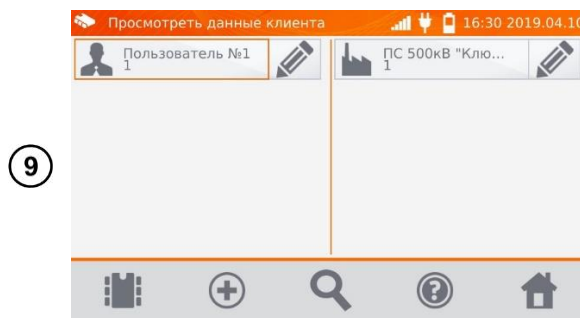 Просмотреть данные клиента
16:30 2019.04.10
Пользователь №1
1
ПС 500кВ "Клю...
1
9